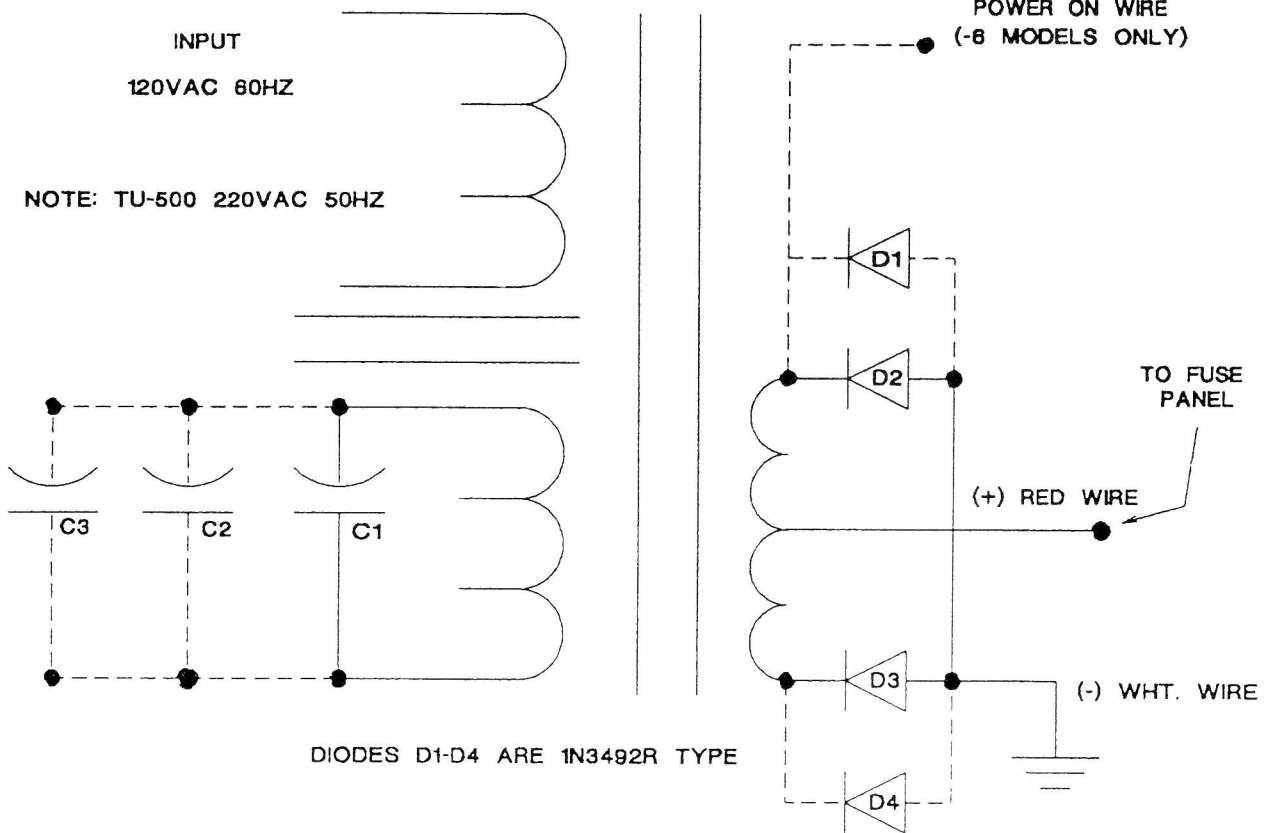 POWER ON WIRE
(-6 MODELS ONLY)
INPUT
120VAC 60HZ
NOTE: TU-500 220VAC 50HZ
D1
D2
TO FUSE
PANEL
(+) RED WIRE
C3
C2
C1
D3
(-) WHT. WIRE
DIODES D1-D4 ARE 1N3492R TYPE
D4